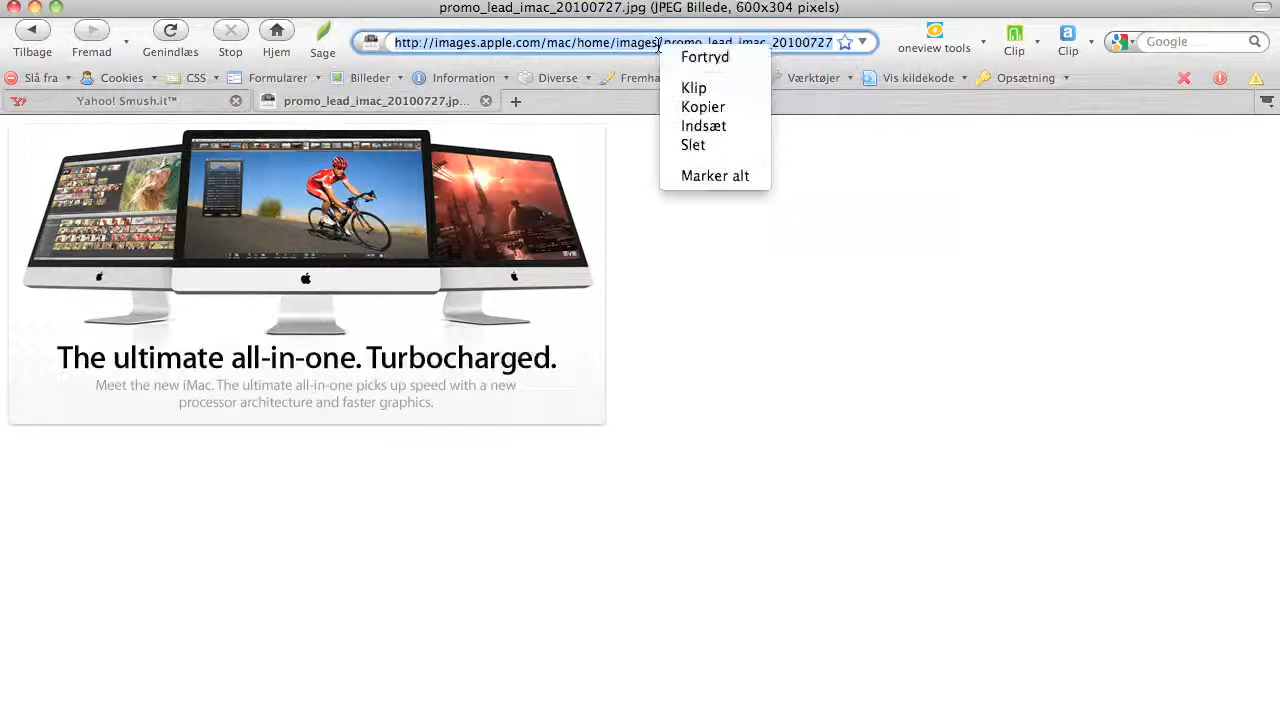 promo_lead_imac_20100727.jpg (JPEG Billede, 600x304 pixels)
Tilbage
Fremad
Genindlæs
Stop
Hjem
Sage
http://images.apple.com/mac/home/images/promo_lead_imac_20100727
oneview tools
Clip
Clip
Google
Slå fra
Cookies
CSS
Formularer
Billeder
Information
Diverse
Værktøjer
Vis kildekode
Opsætning
Yahoo! Smush.it™
promo_lead_imac_20100727.jp...
Fortryd
Klip
Kopier
Indsæt
Slet
Marker alt
The ultimate all-in-one. Turbocharged.
Meet the new iMac. The ultimate all-in-one picks up speed with a new
processor architecture and faster graphics.